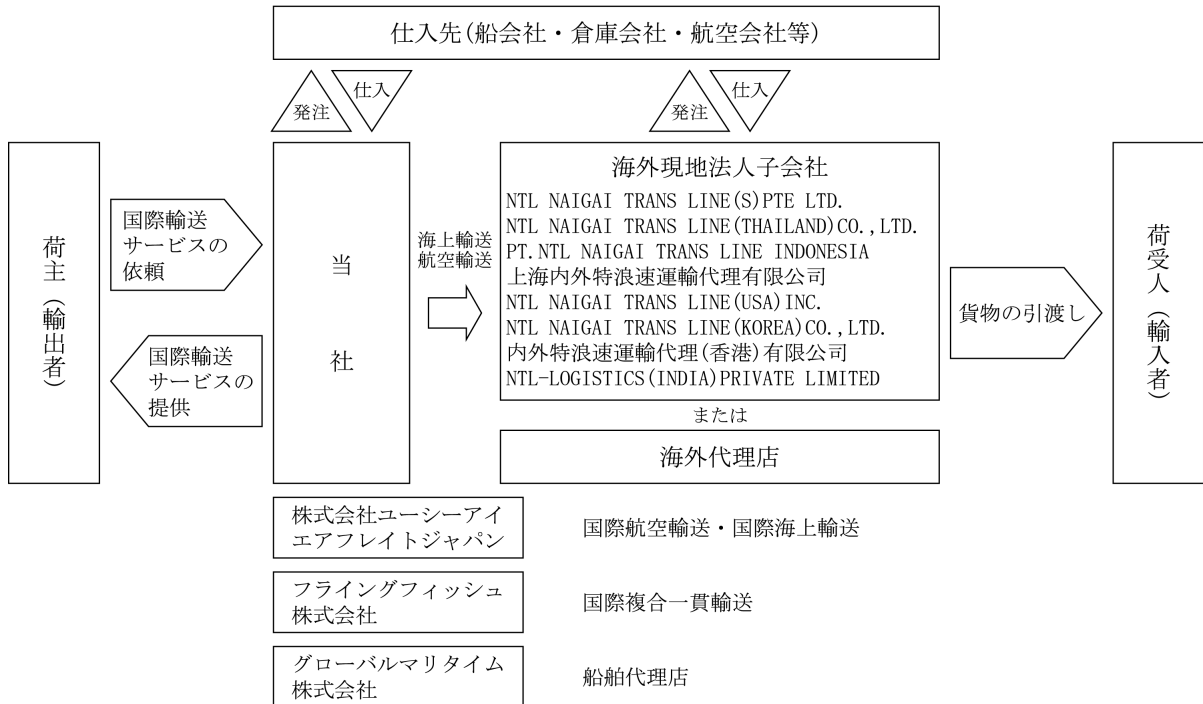 仕入先(船会社・倉庫会社・航空会社等)
発注
仕入
発注
仕入
荷主(輸出者)
国際輸送
サービスの
依頼
国際輸送
サービスの
提供
当社
海上輸送
航空輸送
海外現地法人子会社
NTL NAIGAI TRANS LINE(S)PTE LTD.
NTL NAIGAI TRANS LINE(THAILAND)CO.,LTD.
PT.NTL NAIGAI TRANS LINE INDONESIA
上海内外特浪速運輸代理有限公司
NTL NAIGAI TRANS LINE(USA)INC.
NTL NAIGAI TRANS LINE(KOREA)CO.,LTD.
内外特浪速運輸代理(香港)有限公司
NTL-LOGISTICS(INDIA)PRIVATE LIMITED
または
海外代理店
貨物の引渡し
荷受人(輸入者)
株式会社ユーシーアイ
エアフレイトジャパン
国際航空輸送・国際海上輸送
フライングフィッシュ
株式会社
国際複合一貫輸送
グローバルマリタイム
株式会社
船舶代理店